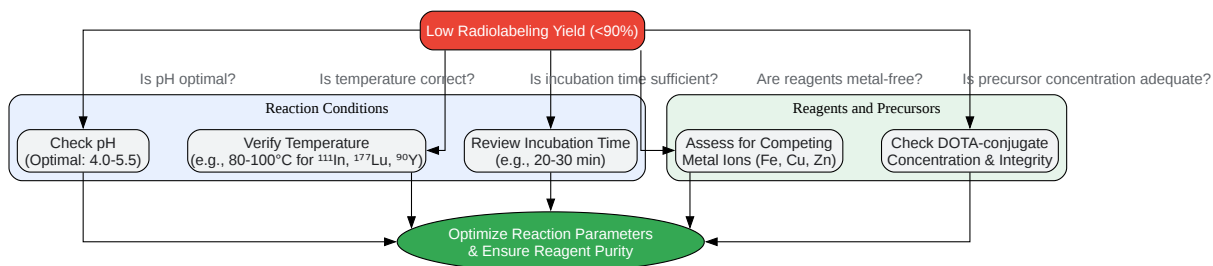 Low Radiolabeling Yield (<90%)
Is pH optimal?
Is temperature correct?
Is incubation time sufficient?
Are reagents metal-free?
Is precursor concentration adequate?
Reaction Conditions
Reagents and Precursors
Check pH
(Optimal: 4.0-5.5)
Verify Temperature
(e.g., 80-100°C for ¹¹¹In, ¹⁷⁷Lu, ⁹⁰Y)
Review Incubation Time
(e.g., 20-30 min)
Assess for Competing
Metal Ions (Fe, Cu, Zn)
Check DOTA-conjugate
Concentration & Integrity
Optimize Reaction Parameters
& Ensure Reagent Purity